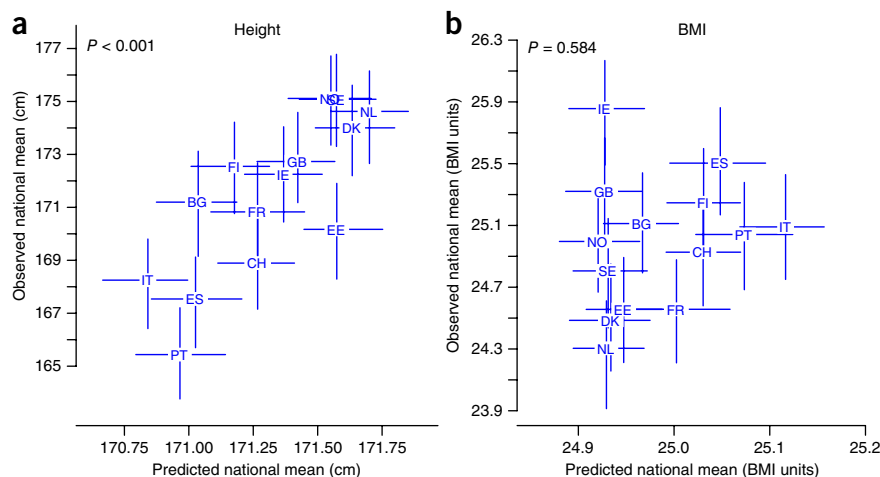 a
Height
P < 0.001
177
175
173
171
169
167
165
Observed national mean (cm)
NO
SE
NL
DK
GB
FI
IE
BG
FR
EE
CH
IT
ES
PT
170.75
171.00
171.25
171.50
171.75
Predicted national mean (cm)
b
BMI
P = 0.584
26.3
25.9
25.5
25.1
24.7
24.3
23.9
Observed national mean (BMI units)
IE
ES
GB
FI
BG
IT
PT
NO
CH
SE
EE
FR
DK
NL
24.9
25.0
25.1
25.2
Predicted national mean (BMI units)